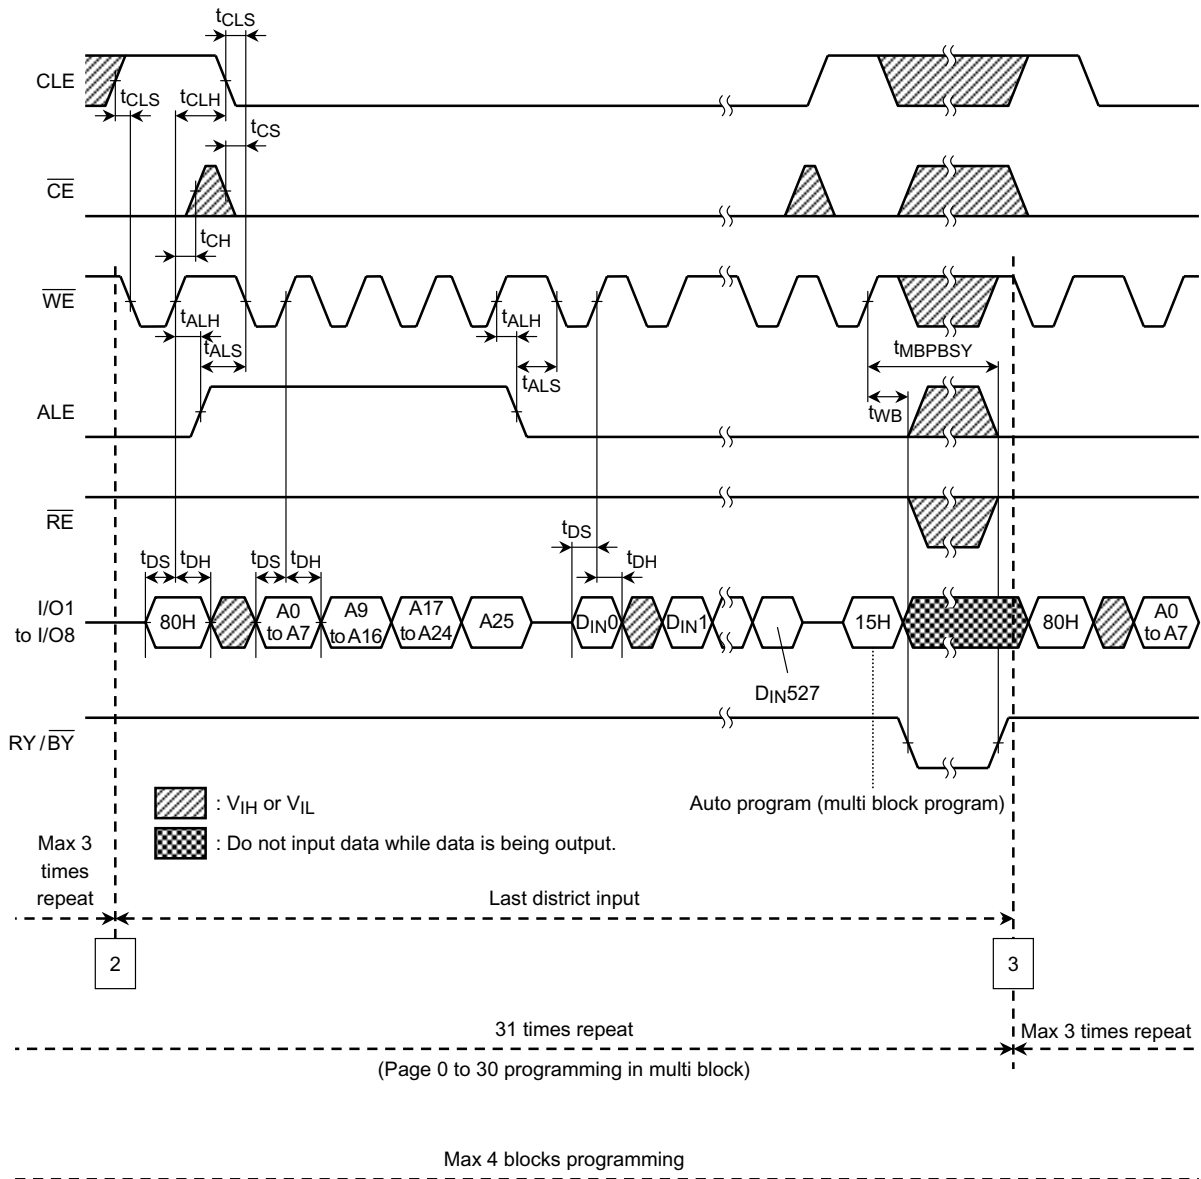 tCLS
CLE
tCLS
tCLH
tCS
CE
tCH
WE
tALH
tALH
tALS
tMBPBSY
tALS
ALE
tWB
RE
tDS
tDS
tDH
tDS
tDH
tDH
I/O1
to I/O8
80H
A0
to A7
A9
to A16
A17
to A24
A25
DIN0
DIN1
15H
80H
A0
to A7
DIN527
RY/BY
: VIH or VIL
Auto program (multi block program)
: Do not input data while data is being output.
Max 3
times
repeat
Last district input
2
3
31 times repeat
Max 3 times repeat
(Page 0 to 30 programming in multi block)
Max 4 blocks programming